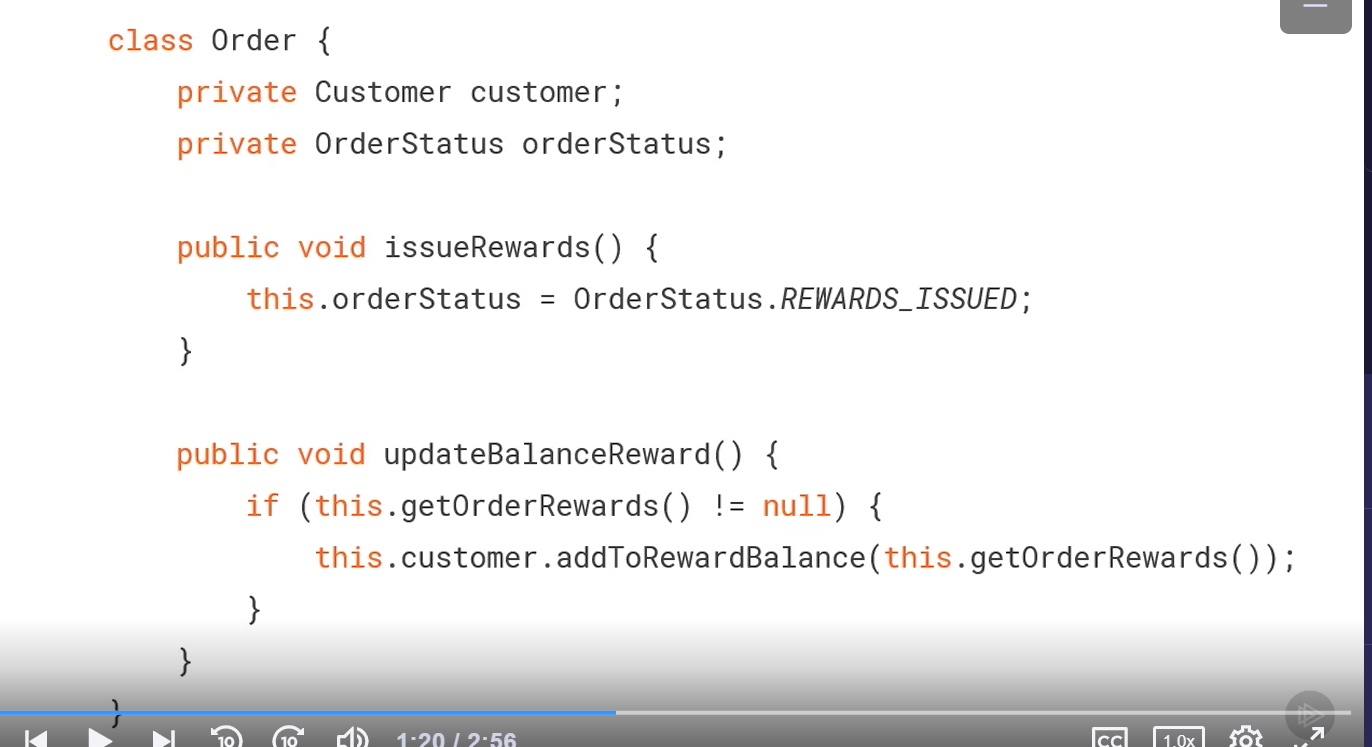 class Order {
private Customer customer;
private OrderStatus orderStatus;
public void issueRewards() {
this.orderStatus = OrderStatus.REWARDS_ISSUED;
}
public void updateBalanceReward() {
if (this.getOrderRewards() != null) {
this.customer.addToRewardBalance(this.getOrderRewards());
}
}
}
10 10 1:20 / 2:56 CC 1.0x